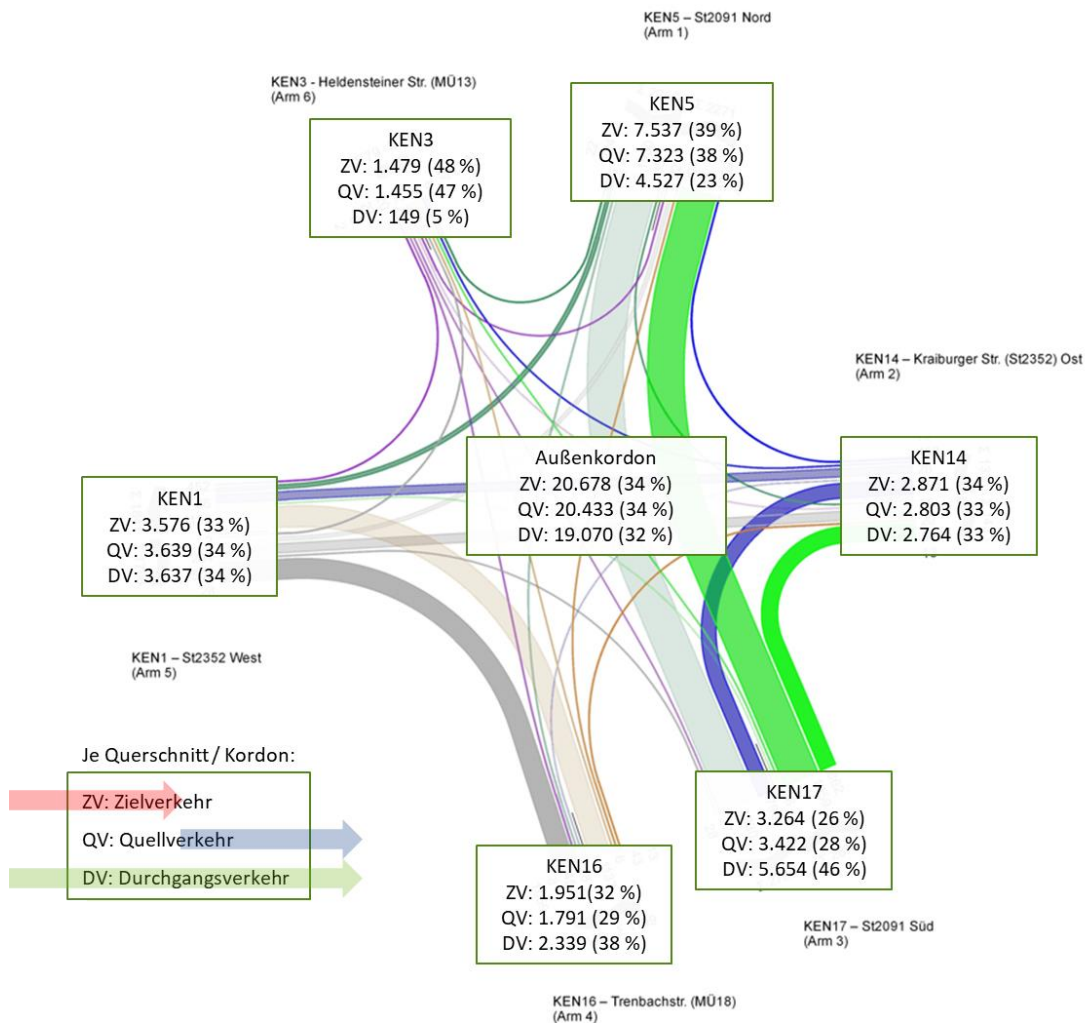 KEN5 – St2091 Nord
(Arm 1)
KEN3 - Heldensteiner Str. (MÜ13)
(Arm 6)
KEN5
ZV: 7.537 (39 %)
QV: 7.323 (38 %)
DV: 4.527 (23 %)
KEN3
ZV: 1.479 (48 %)
QV: 1.455 (47 %)
DV: 149 (5 %)
KEN14 – Kraiburger Str. (St2352) Ost
(Arm 2)
Außenkordon
ZV: 20.678 (34 %)
QV: 20.433 (34 %)
DV: 19.070 (32 %)
KEN14
ZV: 2.871 (34 %)
QV: 2.803 (33 %)
DV: 2.764 (33 %)
KEN1
ZV: 3.576 (33 %)
QV: 3.639 (34 %)
DV: 3.637 (34 %)
KEN1 – St2352 West
(Arm 5)
Je Querschnitt / Kordon:
ZV: Zielverkehr
QV: Quellverkehr
DV: Durchgangsverkehr
KEN17
ZV: 3.264 (26 %)
QV: 3.422 (28 %)
DV: 5.654 (46 %)
KEN16
ZV: 1.951(32 %)
QV: 1.791 (29 %)
DV: 2.339 (38 %)
KEN17 – St2091 Süd
(Arm 3)
KEN16 – Trenbachstr. (MÜ18)
(Arm 4)